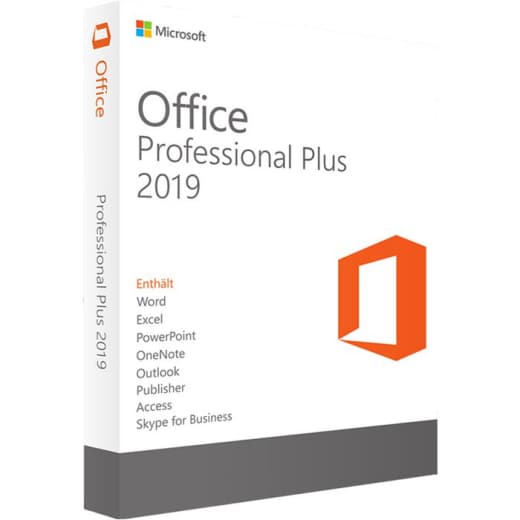 Microsoft
Office
Professional Plus
2019
Enthält
Word
Excel
PowerPoint
OneNote
Outlook
Publisher
Access
Skype for Business
Office
Professional Plus 2019